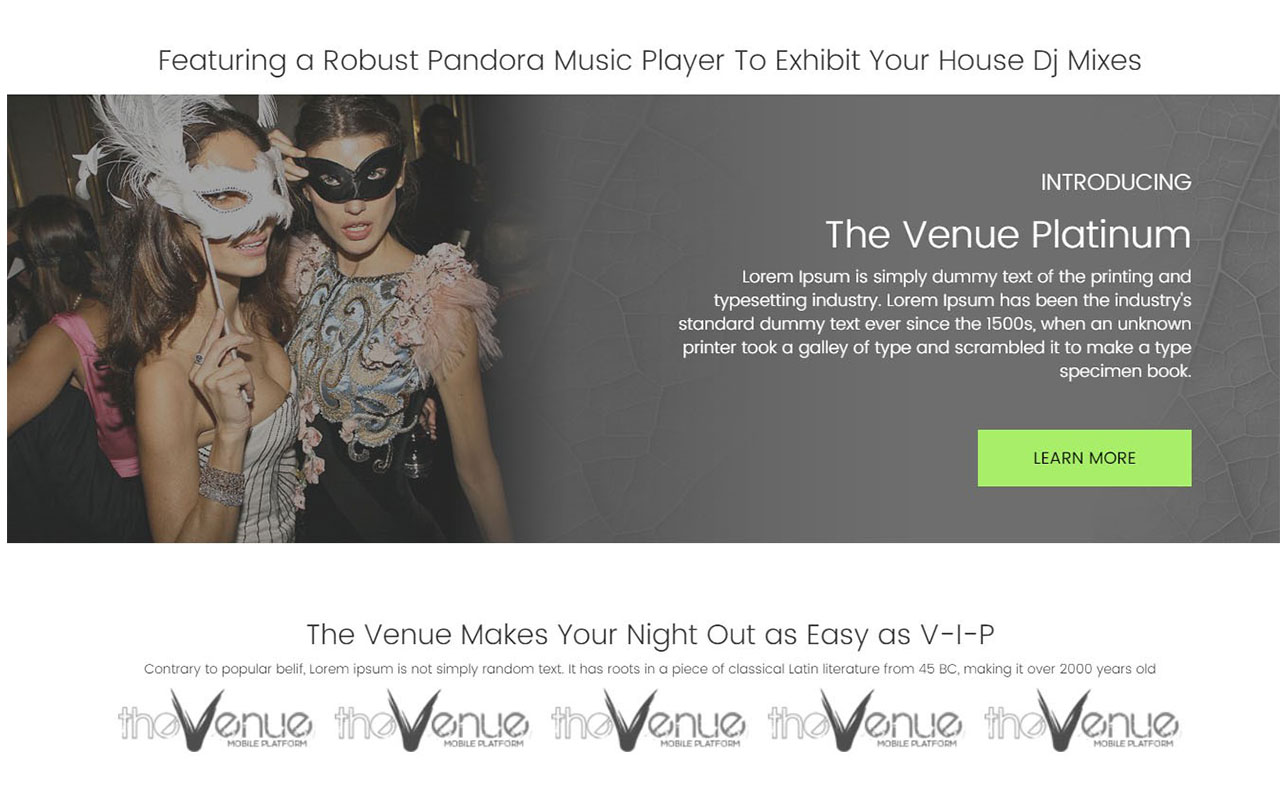 Featuring a Robust Pandora Music Player To Exhibit Your House Dj Mixes
INTRODUCING
The Venue Platinum
Lorem Ipsum is simply dummy text of the printing and
typesetting industry. Lorem Ipsum has been the industry's
standard dummy text ever since the 1500s, when an unknown
printer took a galley of type and scrambled it to make a type
specimen book.
LEARN MORE
The Venue Makes Your Night Out as Easy as V-I-P
Contrary to popular belif, Lorem ipsum is not simply random text. It has roots in a piece of classical Latin literature from 45 BC, making it over 2000 years old
theVenue theVenue theVenue theVenue theVenue
MOBILE PLATFORM MOBILE PLATFORM MOBILE PLATFORM MOBILE PLATFORM MOBILE PLATFORM